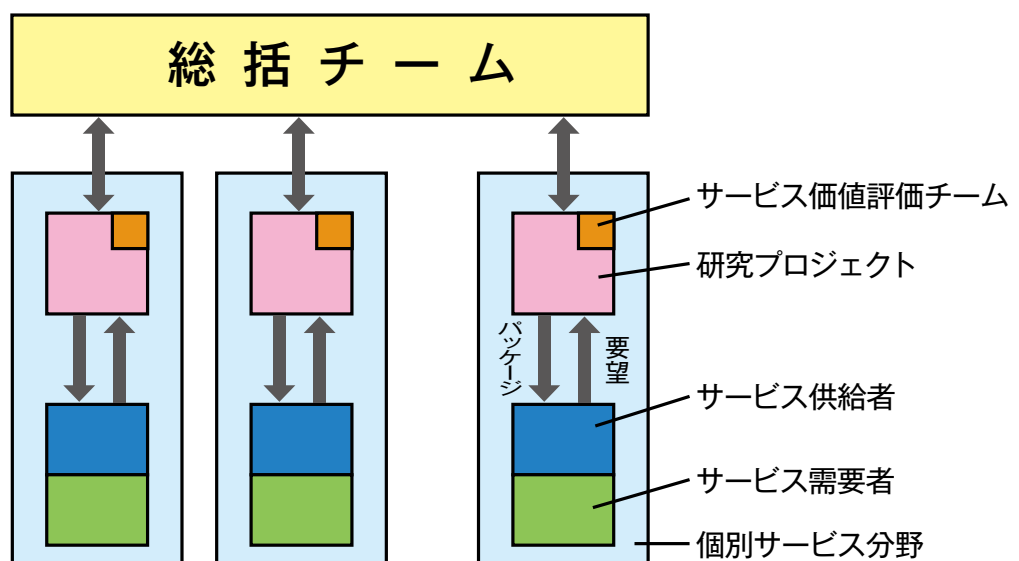 総括チーム
サービス価値評価チーム
研究プロジェクト
パッケージ
要望
サービス供給者
サービス需要者
個別サービス分野